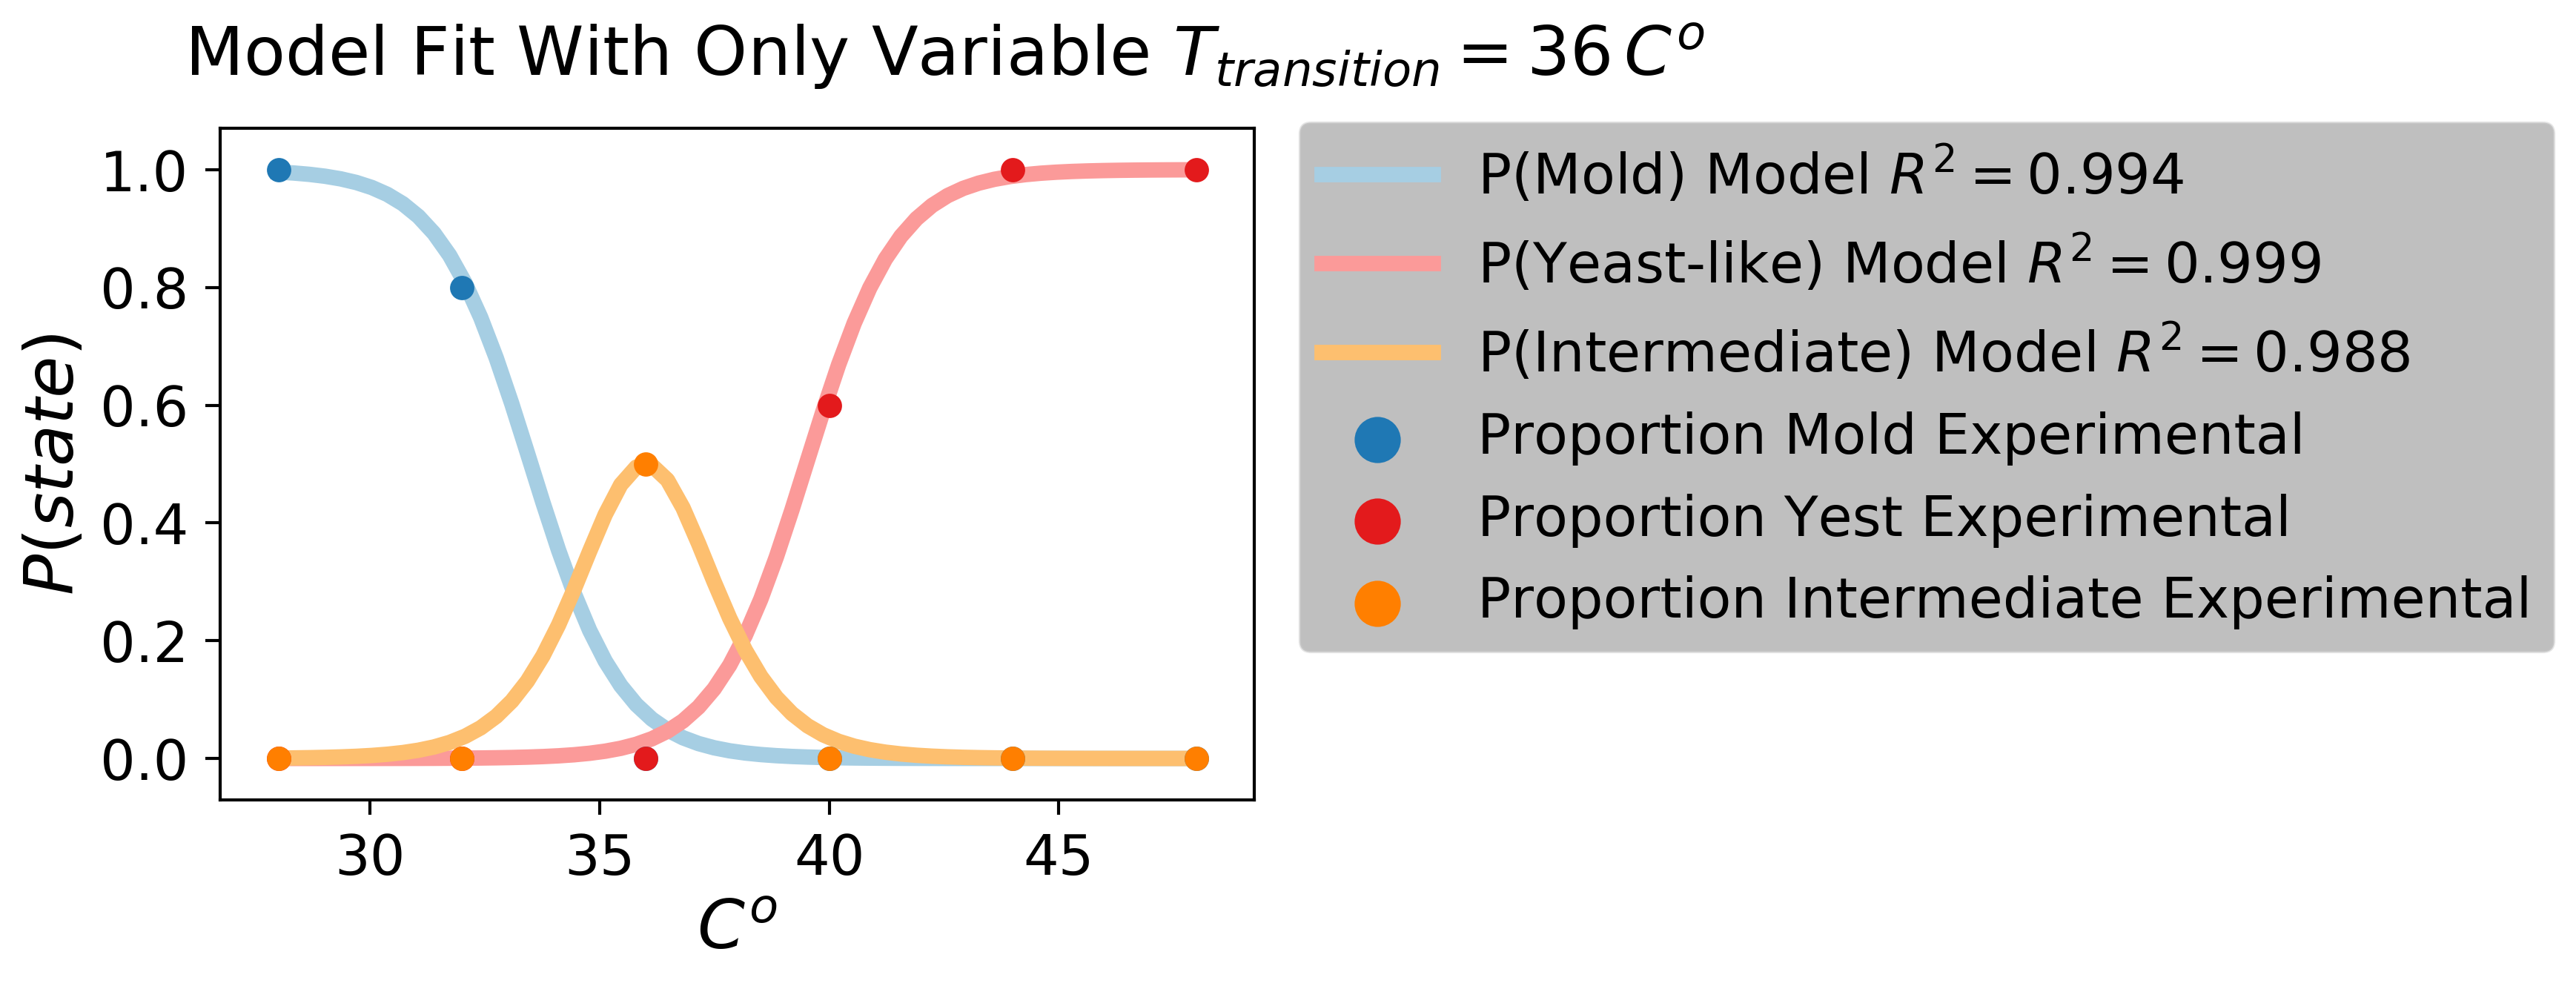 Model Fit With Only Variable T_transition = 36 C^o
1.0
0.8
0.6
0.4
0.2
0.0
P(state)
30 35 40 45
C^o
P(Mold) Model R^2 = 0.994
P(Yeast-like) Model R^2 = 0.999
P(Intermediate) Model R^2 = 0.988
Proportion Mold Experimental
Proportion Yest Experimental
Proportion Intermediate Experimental